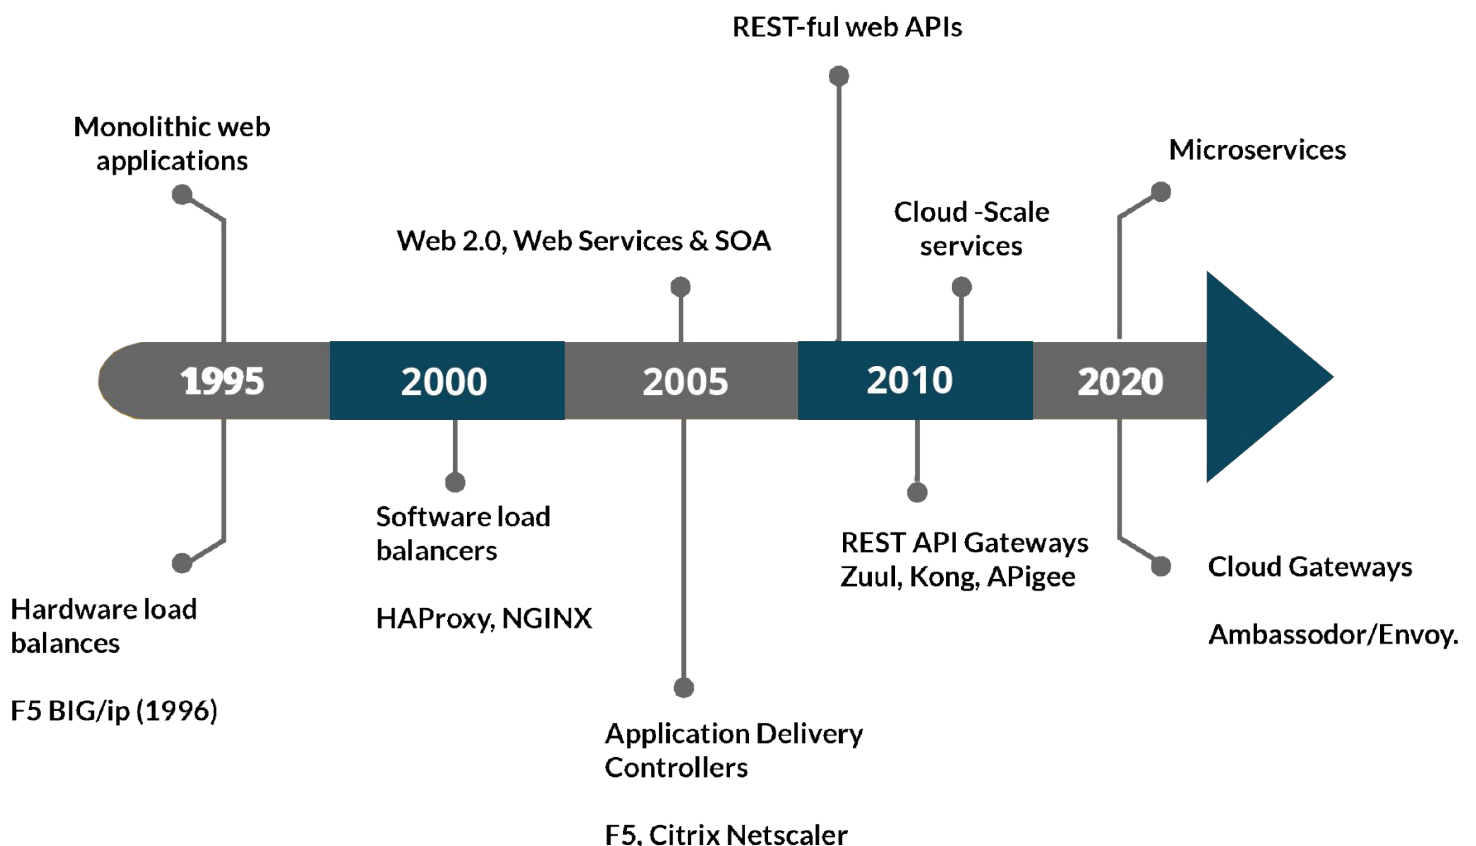 REST-ful web APIs
Monolithic web
applications
Microservices
Cloud -Scale
services
Web 2.0, Web Services & SOA
1995
2000
2005
2010
2020
Software load
balancers
HAProxy, NGINX
REST API Gateways
Zuul, Kong, APigee
Cloud Gateways
Ambassodor/Envoy.
Hardware load
balances
F5 BIG/ip (1996)
Application Delivery
Controllers
F5, Citrix Netscaler